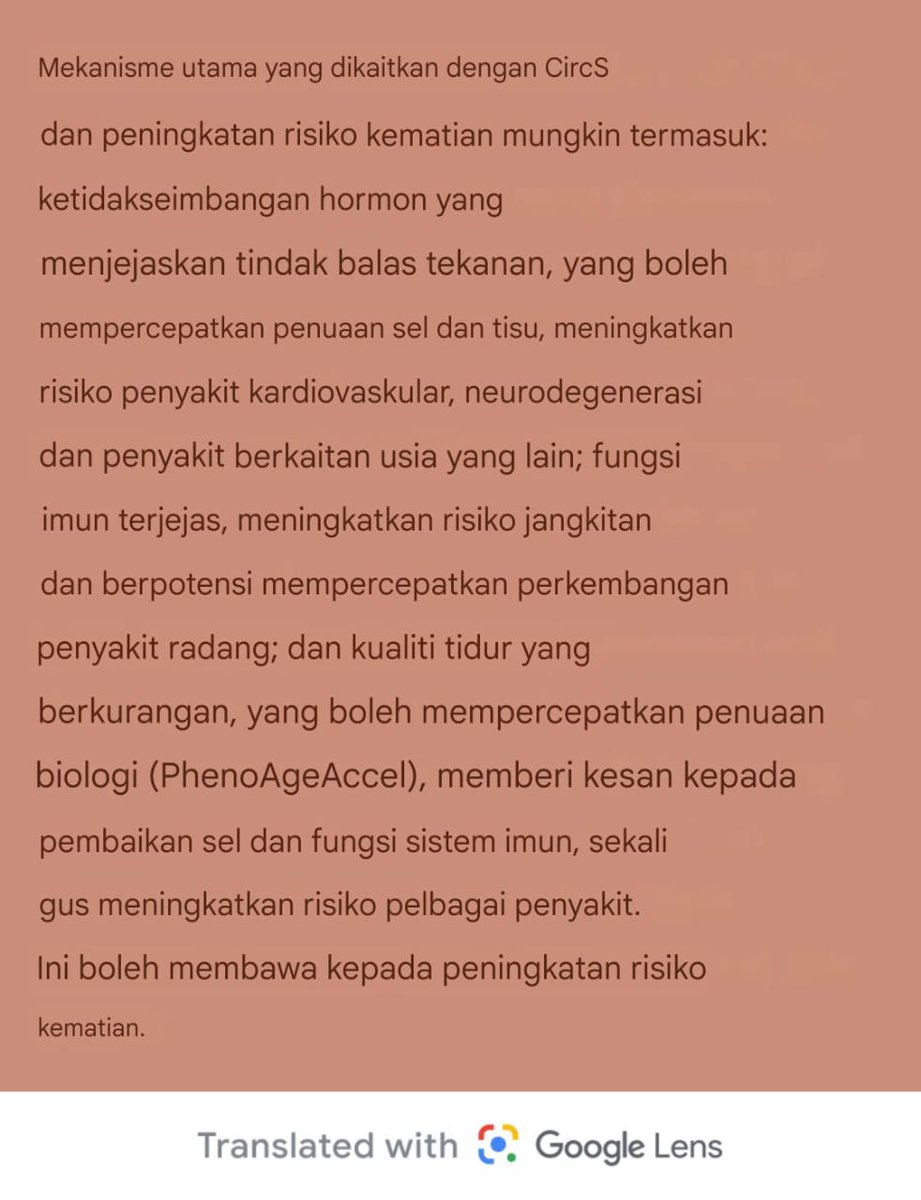 Mekanisme utama yang dikaitkan dengan CircS
dan peningkatan risiko kematian mungkin termasuk:
ketidakseimbangan hormon yang
menjejaskan tindak balas tekanan, yang boleh
mempercepatkan penuaan sel dan tisu, meningkatkan
risiko penyakit kardiovaskular, neurodegenerasi
dan penyakit berkaitan usia yang lain; fungsi
imun terjejas, meningkatkan risiko jangkitan
dan berpotensi mempercepatkan perkembangan
penyakit radang; dan kualiti tidur yang
berkurangan, yang boleh mempercepatkan penuaan
biologi (PhenoAgeAccel), memberi kesan kepada
pembaikan sel dan fungsi sistem imun, sekali
gus meningkatkan risiko pelbagai penyakit.
Ini boleh membawa kepada peningkatan risiko
kematian.
Translated with Google Lens